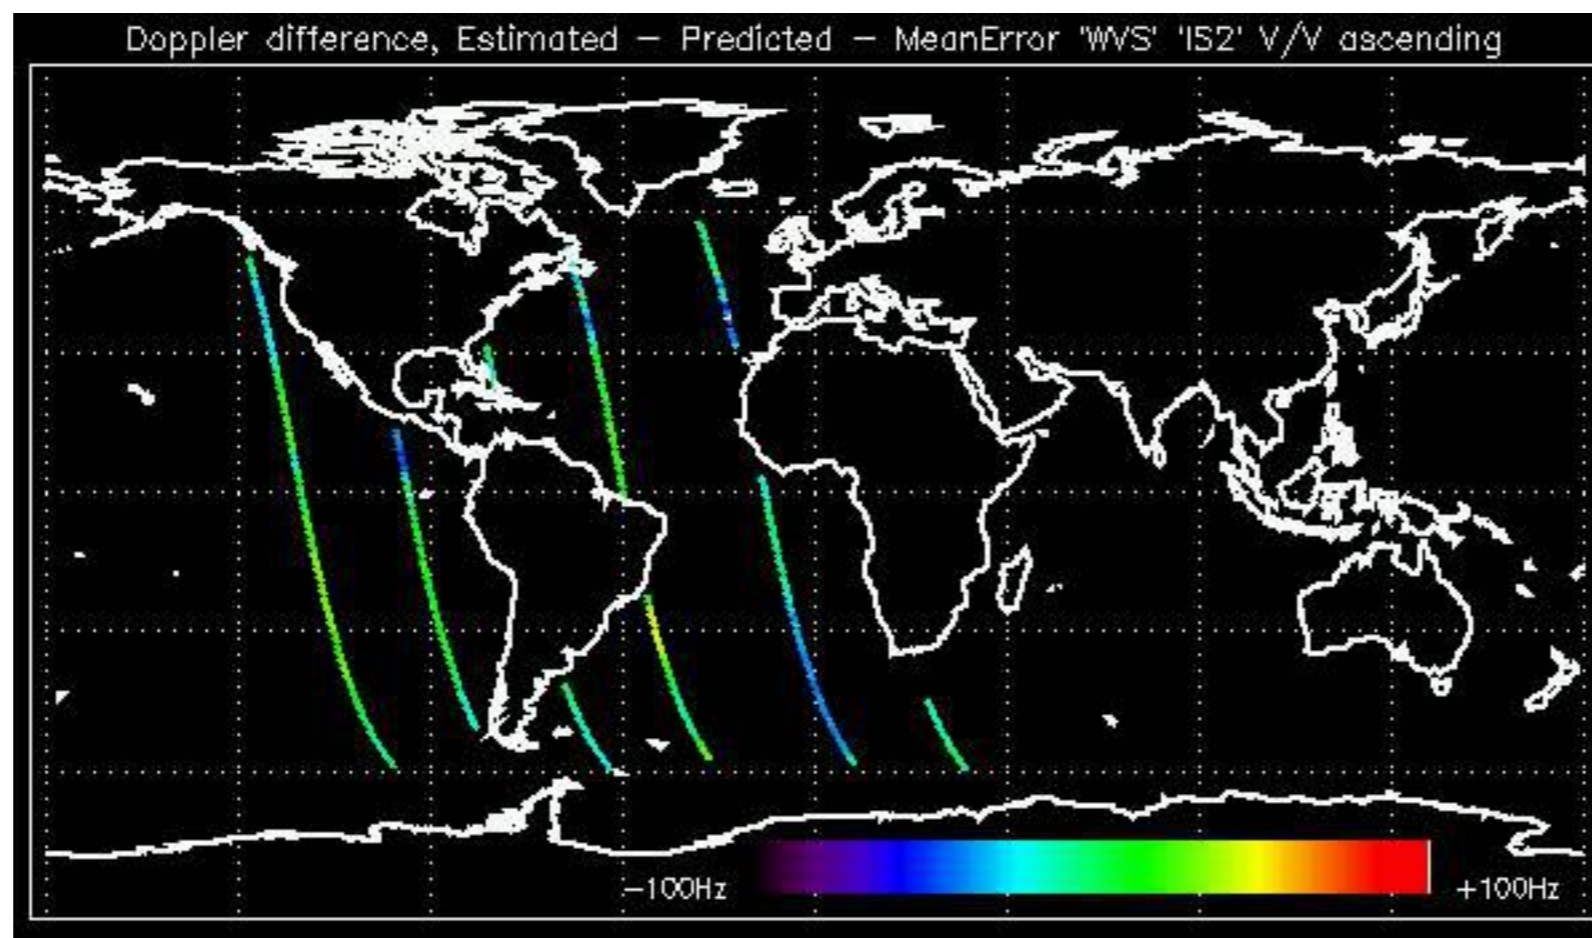 Doppler difference, Estimated − Predicted − MeanError 'WVS' 'IS2' V/V ascending
−100Hz
+100Hz